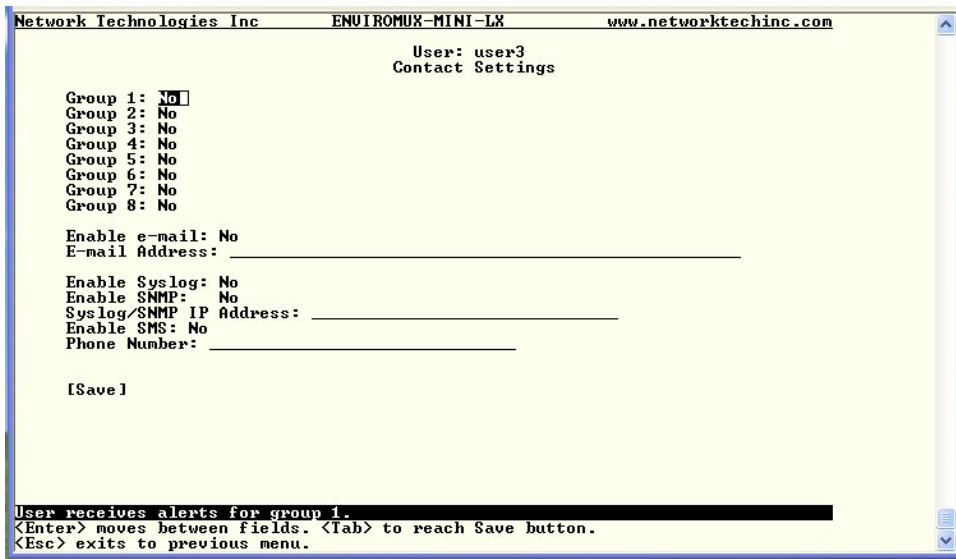 Network Technologies Inc ENVIROMUX-MINI-LX www.networktechinc.com
User: user3
Contact Settings
Group 1: No
Group 2: No
Group 3: No
Group 4: No
Group 5: No
Group 6: No
Group 7: No
Group 8: No
Enable e-mail: No
E-mail Address:
Enable Syslog: No
Enable SNMP: No
Syslog/SNMP IP Address:
Enable SMS: No
Phone Number:
[Save]
User receives alerts for group 1.
<Enter> moves between fields. <Tab> to reach Save button.
<Esc> exits to previous menu.